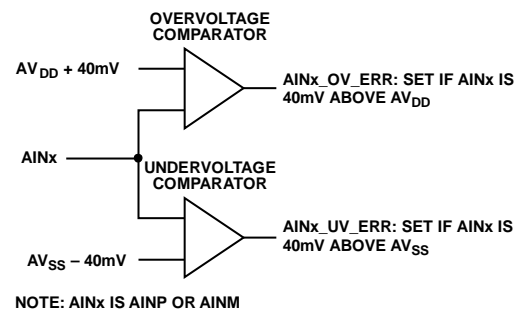 OVERVOLTAGE
COMPARATOR
AVDD + 40mV
AINx_OV_ERR: SET IF AINx IS
40mV ABOVE AVDD
AINx
UNDERVOLTAGE
COMPARATOR
AINx_UV_ERR: SET IF AINx IS
40mV ABOVE AVSS
AVSS – 40mV
NOTE: AINx IS AINP OR AINM